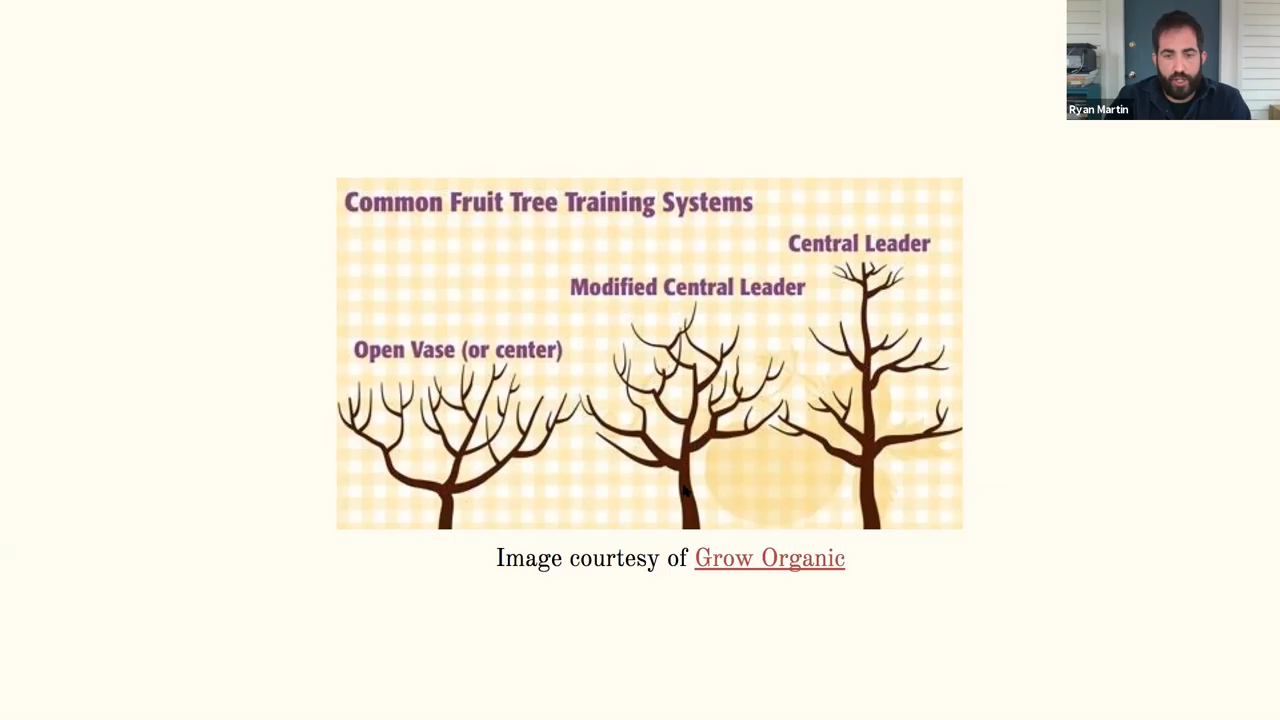 Ryan Martin
Common Fruit Tree Training Systems
Central Leader
Modified Central Leader
Open Vase (or center)
Image courtesy of Grow Organic